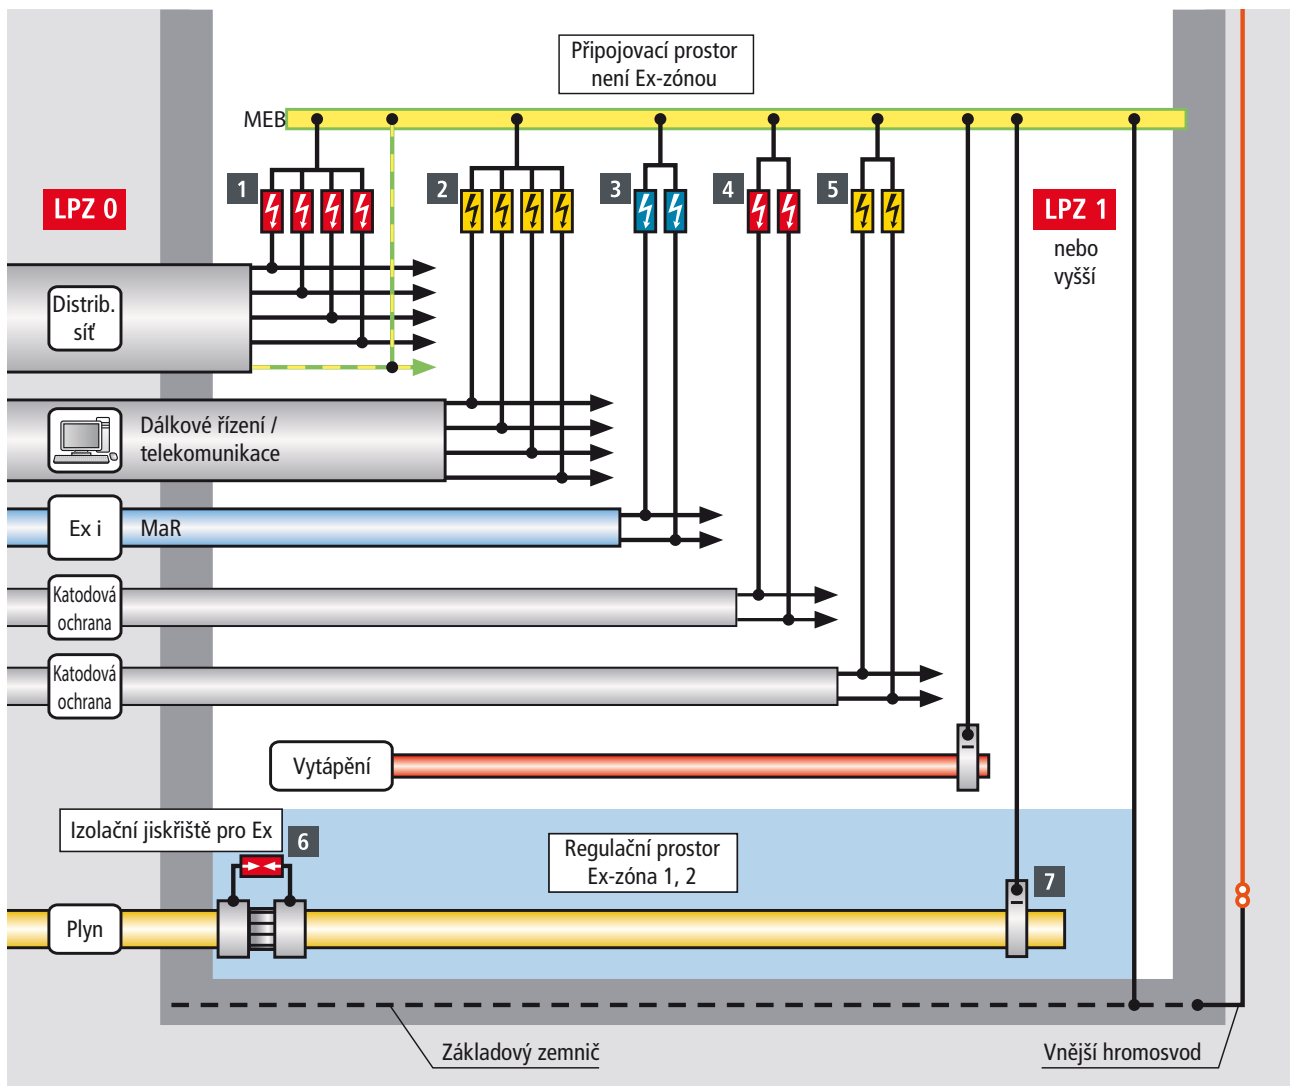 Připojovací prostor
není Ex-zónou
MEB
1
2
3
4
5
LPZ 0
LPZ 1
nebo
vyšší
Distrib.
síť
Dálkové řízení /
telekomunikace
Ex i
MaR
Katodová
ochrana
Katodová
ochrana
Vytápění
Izolační jiskřiště pro Ex
6
Regulační prostor
Ex-zóna 1, 2
7
Plyn
Základový zemnič
Vnější hromosvod